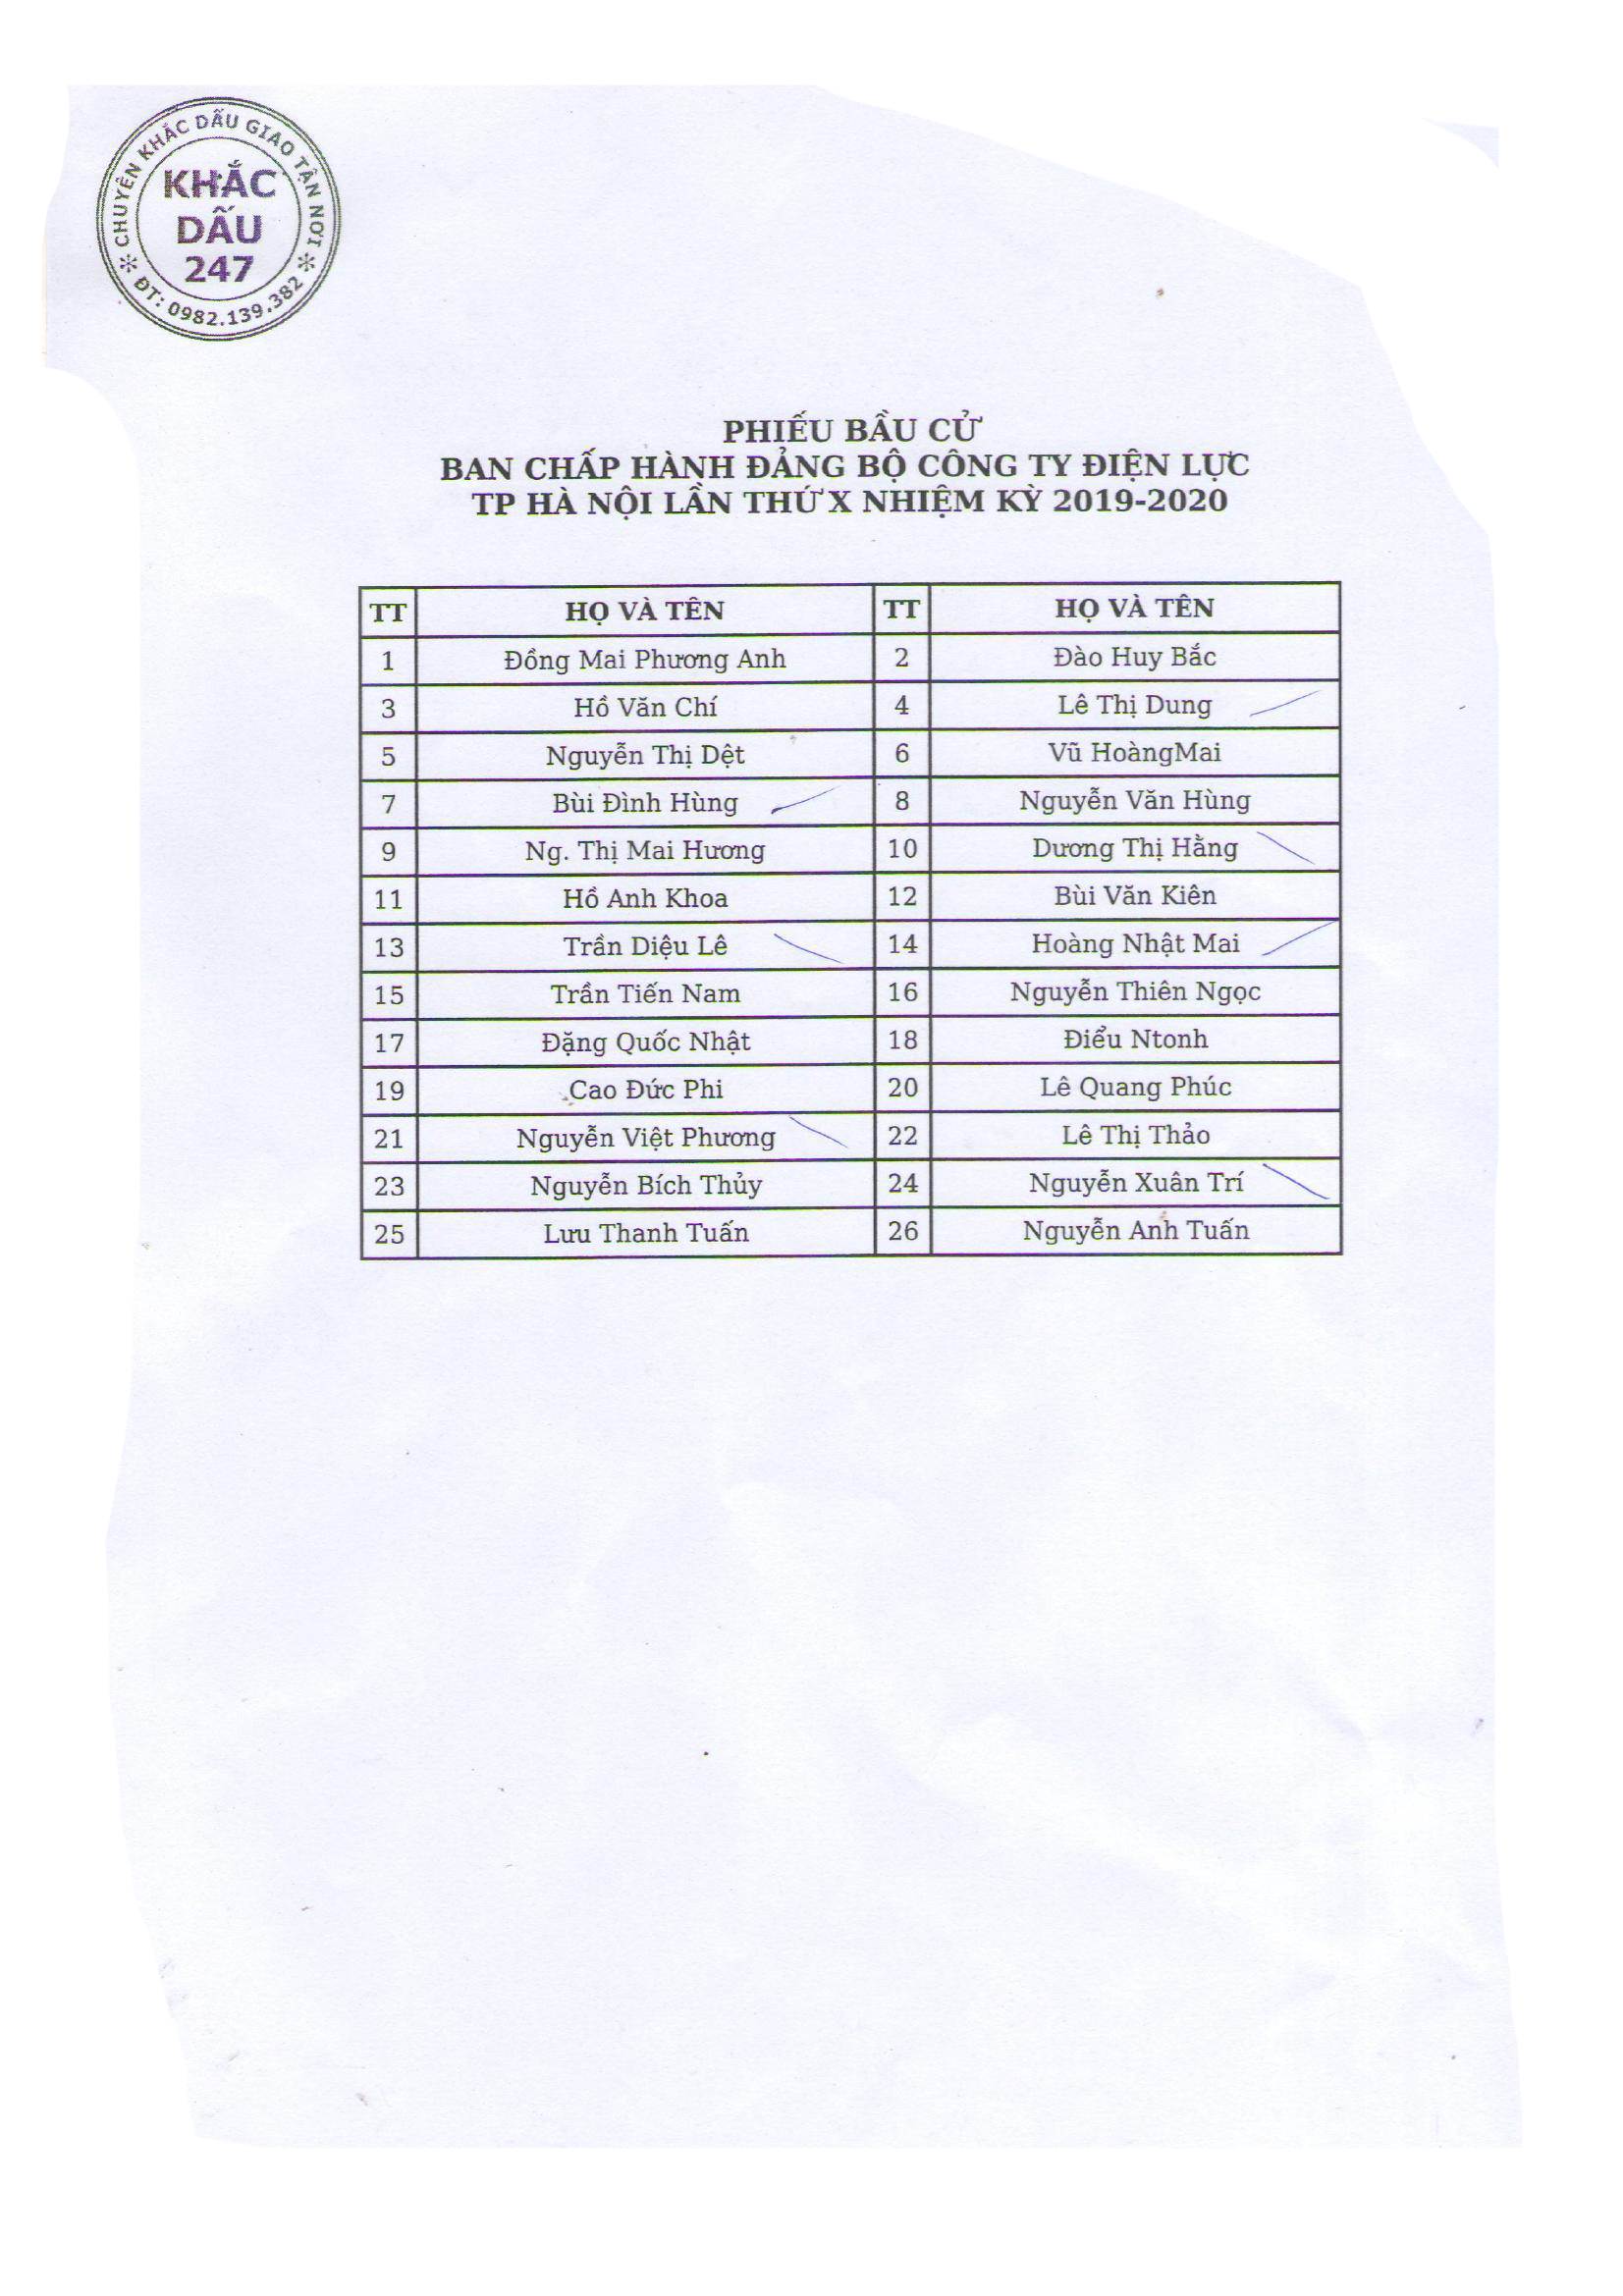 CHUYÊN KHẮC DẤU GIAO TẬN NƠI
KHẮC
DẤU
247
ĐT: 0982.139.382
PHIẾU BẦU CỬ
BAN CHẤP HÀNH ĐẢNG BỘ CÔNG TY ĐIỆN LỰC
TP HÀ NỘI LẦN THỨ X NHIỆM KỲ 2019-2020
TT HỌ VÀ TÊN TT HỌ VÀ TÊN
1 Đồng Mai Phương Anh 2 Đào Huy Bắc
3 Hồ Văn Chí 4 Lê Thị Dung
5 Nguyễn Thị Dệt 6 Vũ HoàngMai
7 Bùi Đình Hùng 8 Nguyễn Văn Hùng
9 Ng. Thị Mai Hương 10 Dương Thị Hằng
11 Hồ Anh Khoa 12 Bùi Văn Kiên
13 Trần Diệu Lê 14 Hoàng Nhật Mai
15 Trần Tiến Nam 16 Nguyễn Thiên Ngọc
17 Đặng Quốc Nhật 18 Điểu Ntonh
19 Cao Đức Phi 20 Lê Quang Phúc
21 Nguyễn Việt Phương 22 Lê Thị Thảo
23 Nguyễn Bích Thủy 24 Nguyễn Xuân Trí
25 Lưu Thanh Tuấn 26 Nguyễn Anh Tuấn